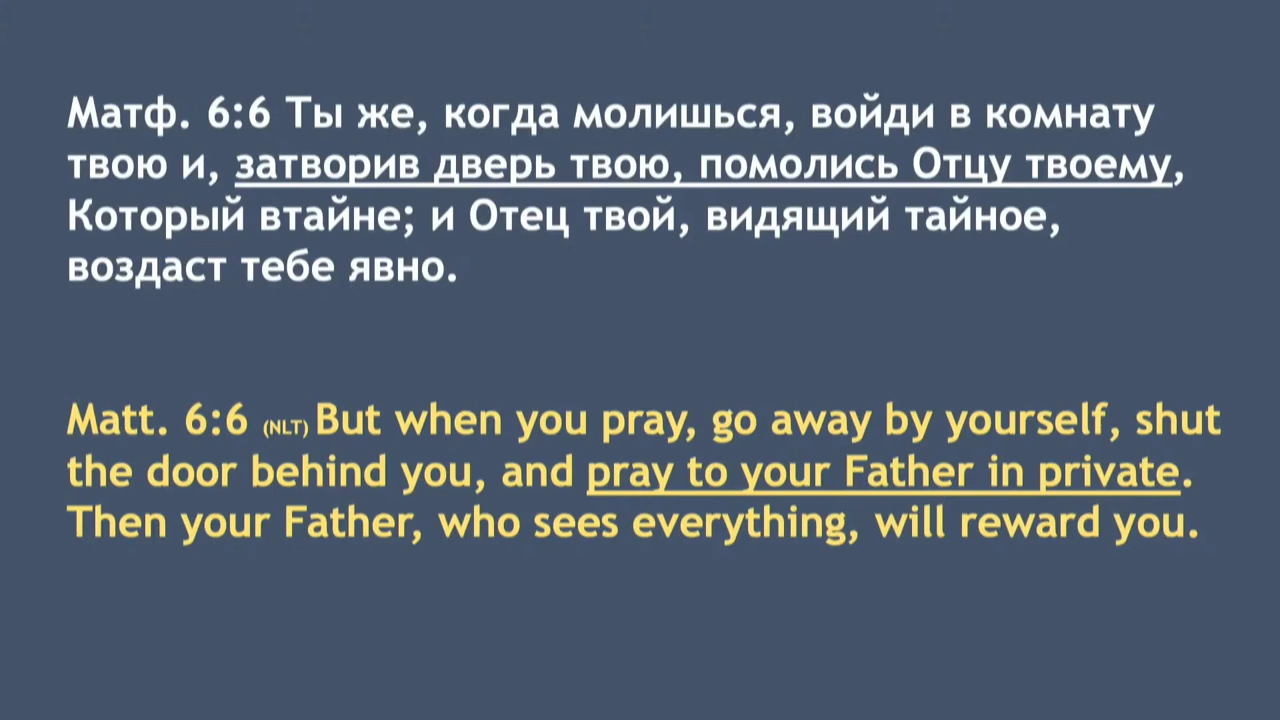 Матф. 6:6 Ты же, когда молишься, войди в комнату
твою и, затворив дверь твою, помолись Отцу твоему,
Который втайне; и Отец твой, видящий тайное,
воздаст тебе явно.
Matt. 6:6 (NLT) But when you pray, go away by yourself, shut
the door behind you, and pray to your Father in private.
Then your Father, who sees everything, will reward you.